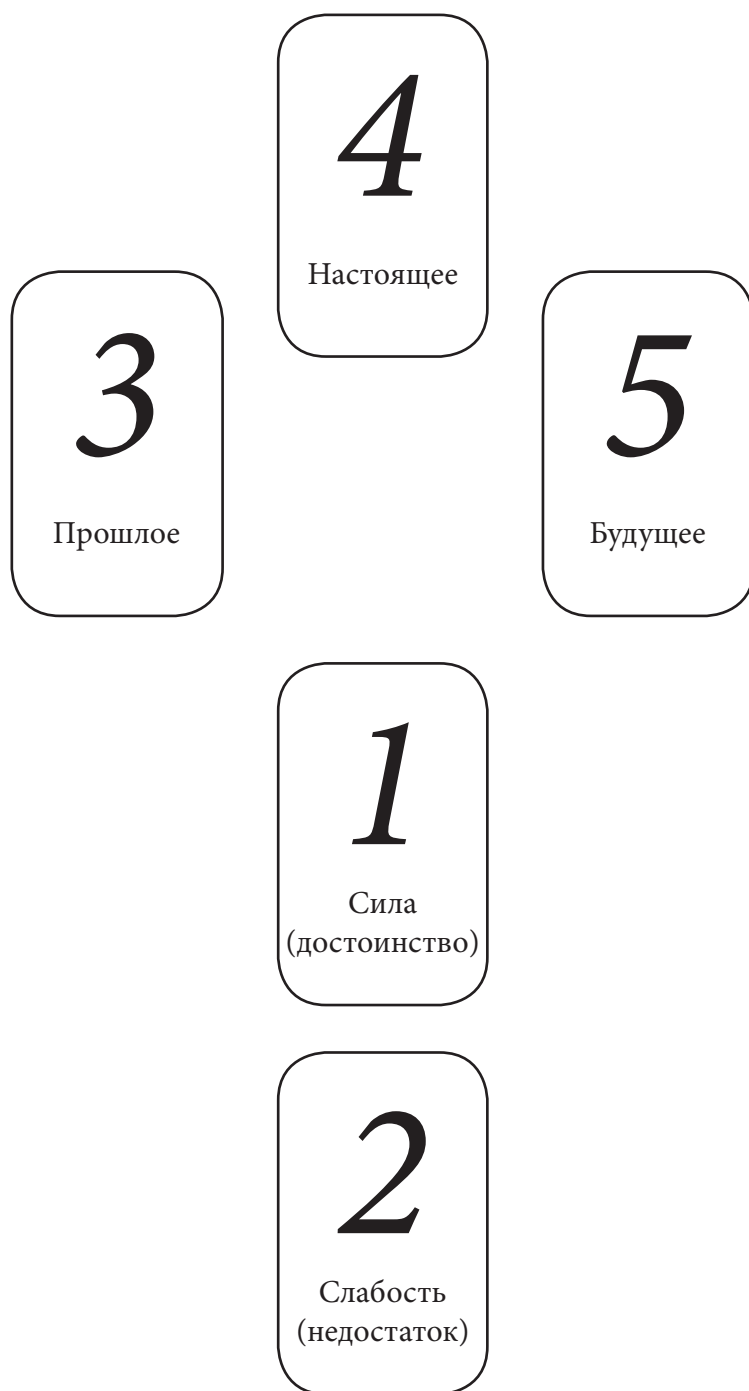 4
Настоящее
3
Прошлое
5
Будущее
1
Сила
(достоинство)
2
Слабость
(недостаток)